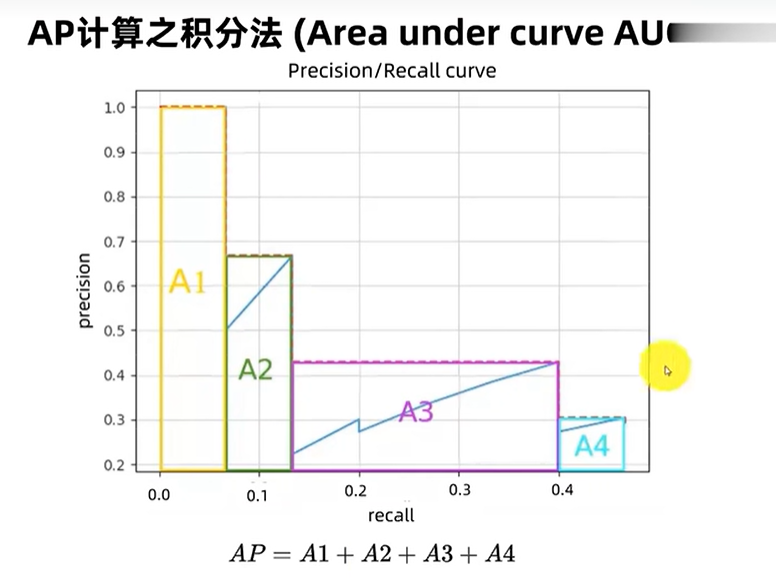 AP计算之积分法 (Area under curve AU
Precision/Recall curve
1.0
0.9
0.8
0.7
0.6
0.5
0.4
0.3
0.2
precision
A1
A2
A3
A4
0.0 0.1 0.2 0.3 0.4
recall
AP = A1 + A2 + A3 + A4